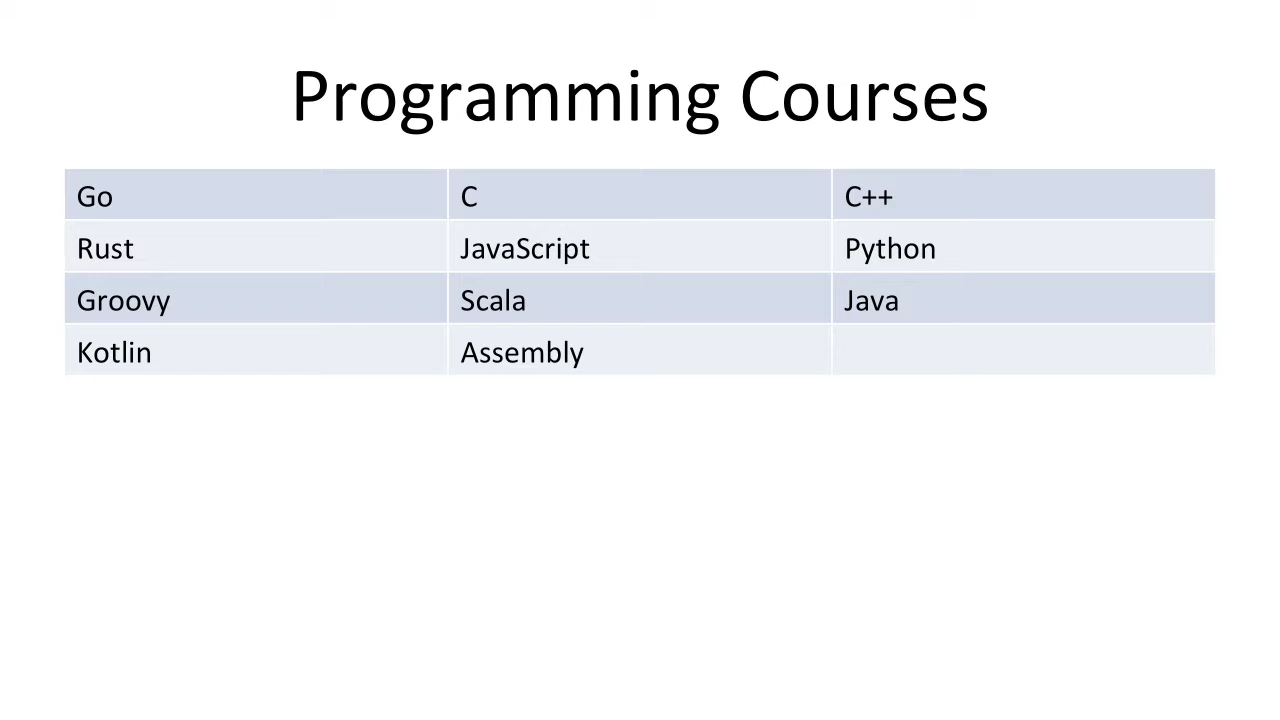 Programming Courses
Go C C++
Rust JavaScript Python
Groovy Scala Java
Kotlin Assembly